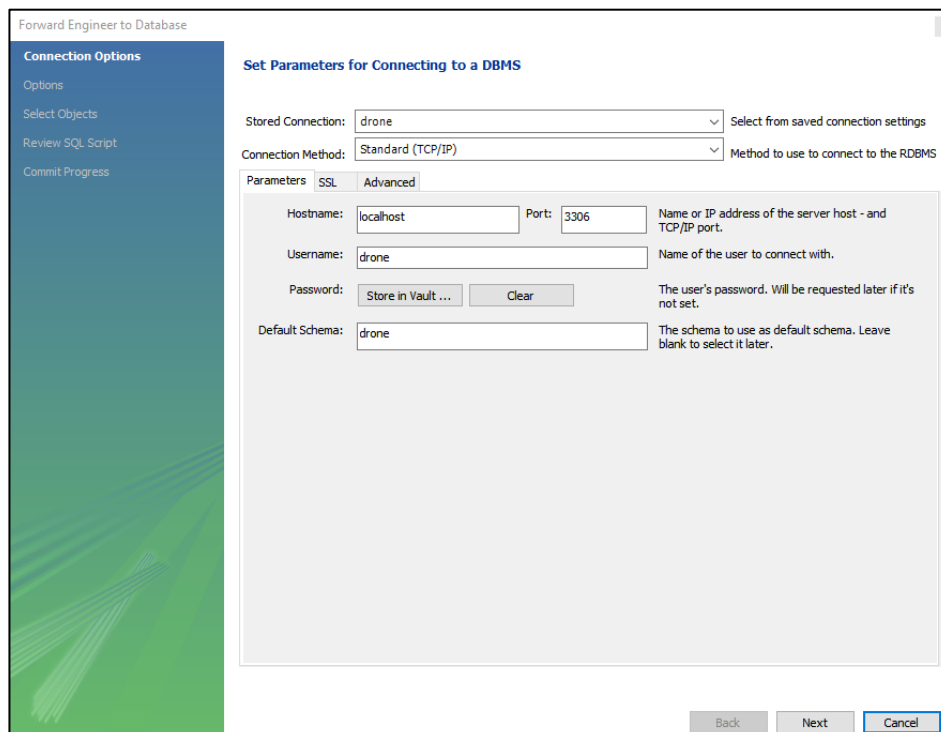 Forward Engineer to Database
Connection Options
Options
Select Objects
Review SQL Script
Commit Progress
Set Parameters for Connecting to a DBMS
Stored Connection: drone Select from saved connection settings
Connection Method: Standard (TCP/IP) Method to use to connect to the RDBMS
Parameters SSL Advanced
Hostname: localhost Port: 3306 Name or IP address of the server host - and
TCP/IP port.
Username: drone Name of the user to connect with.
Password: Store in Vault ... Clear The user's password. Will be requested later if it's
not set.
Default Schema: drone The schema to use as default schema. Leave
blank to select it later.
Back Next Cancel